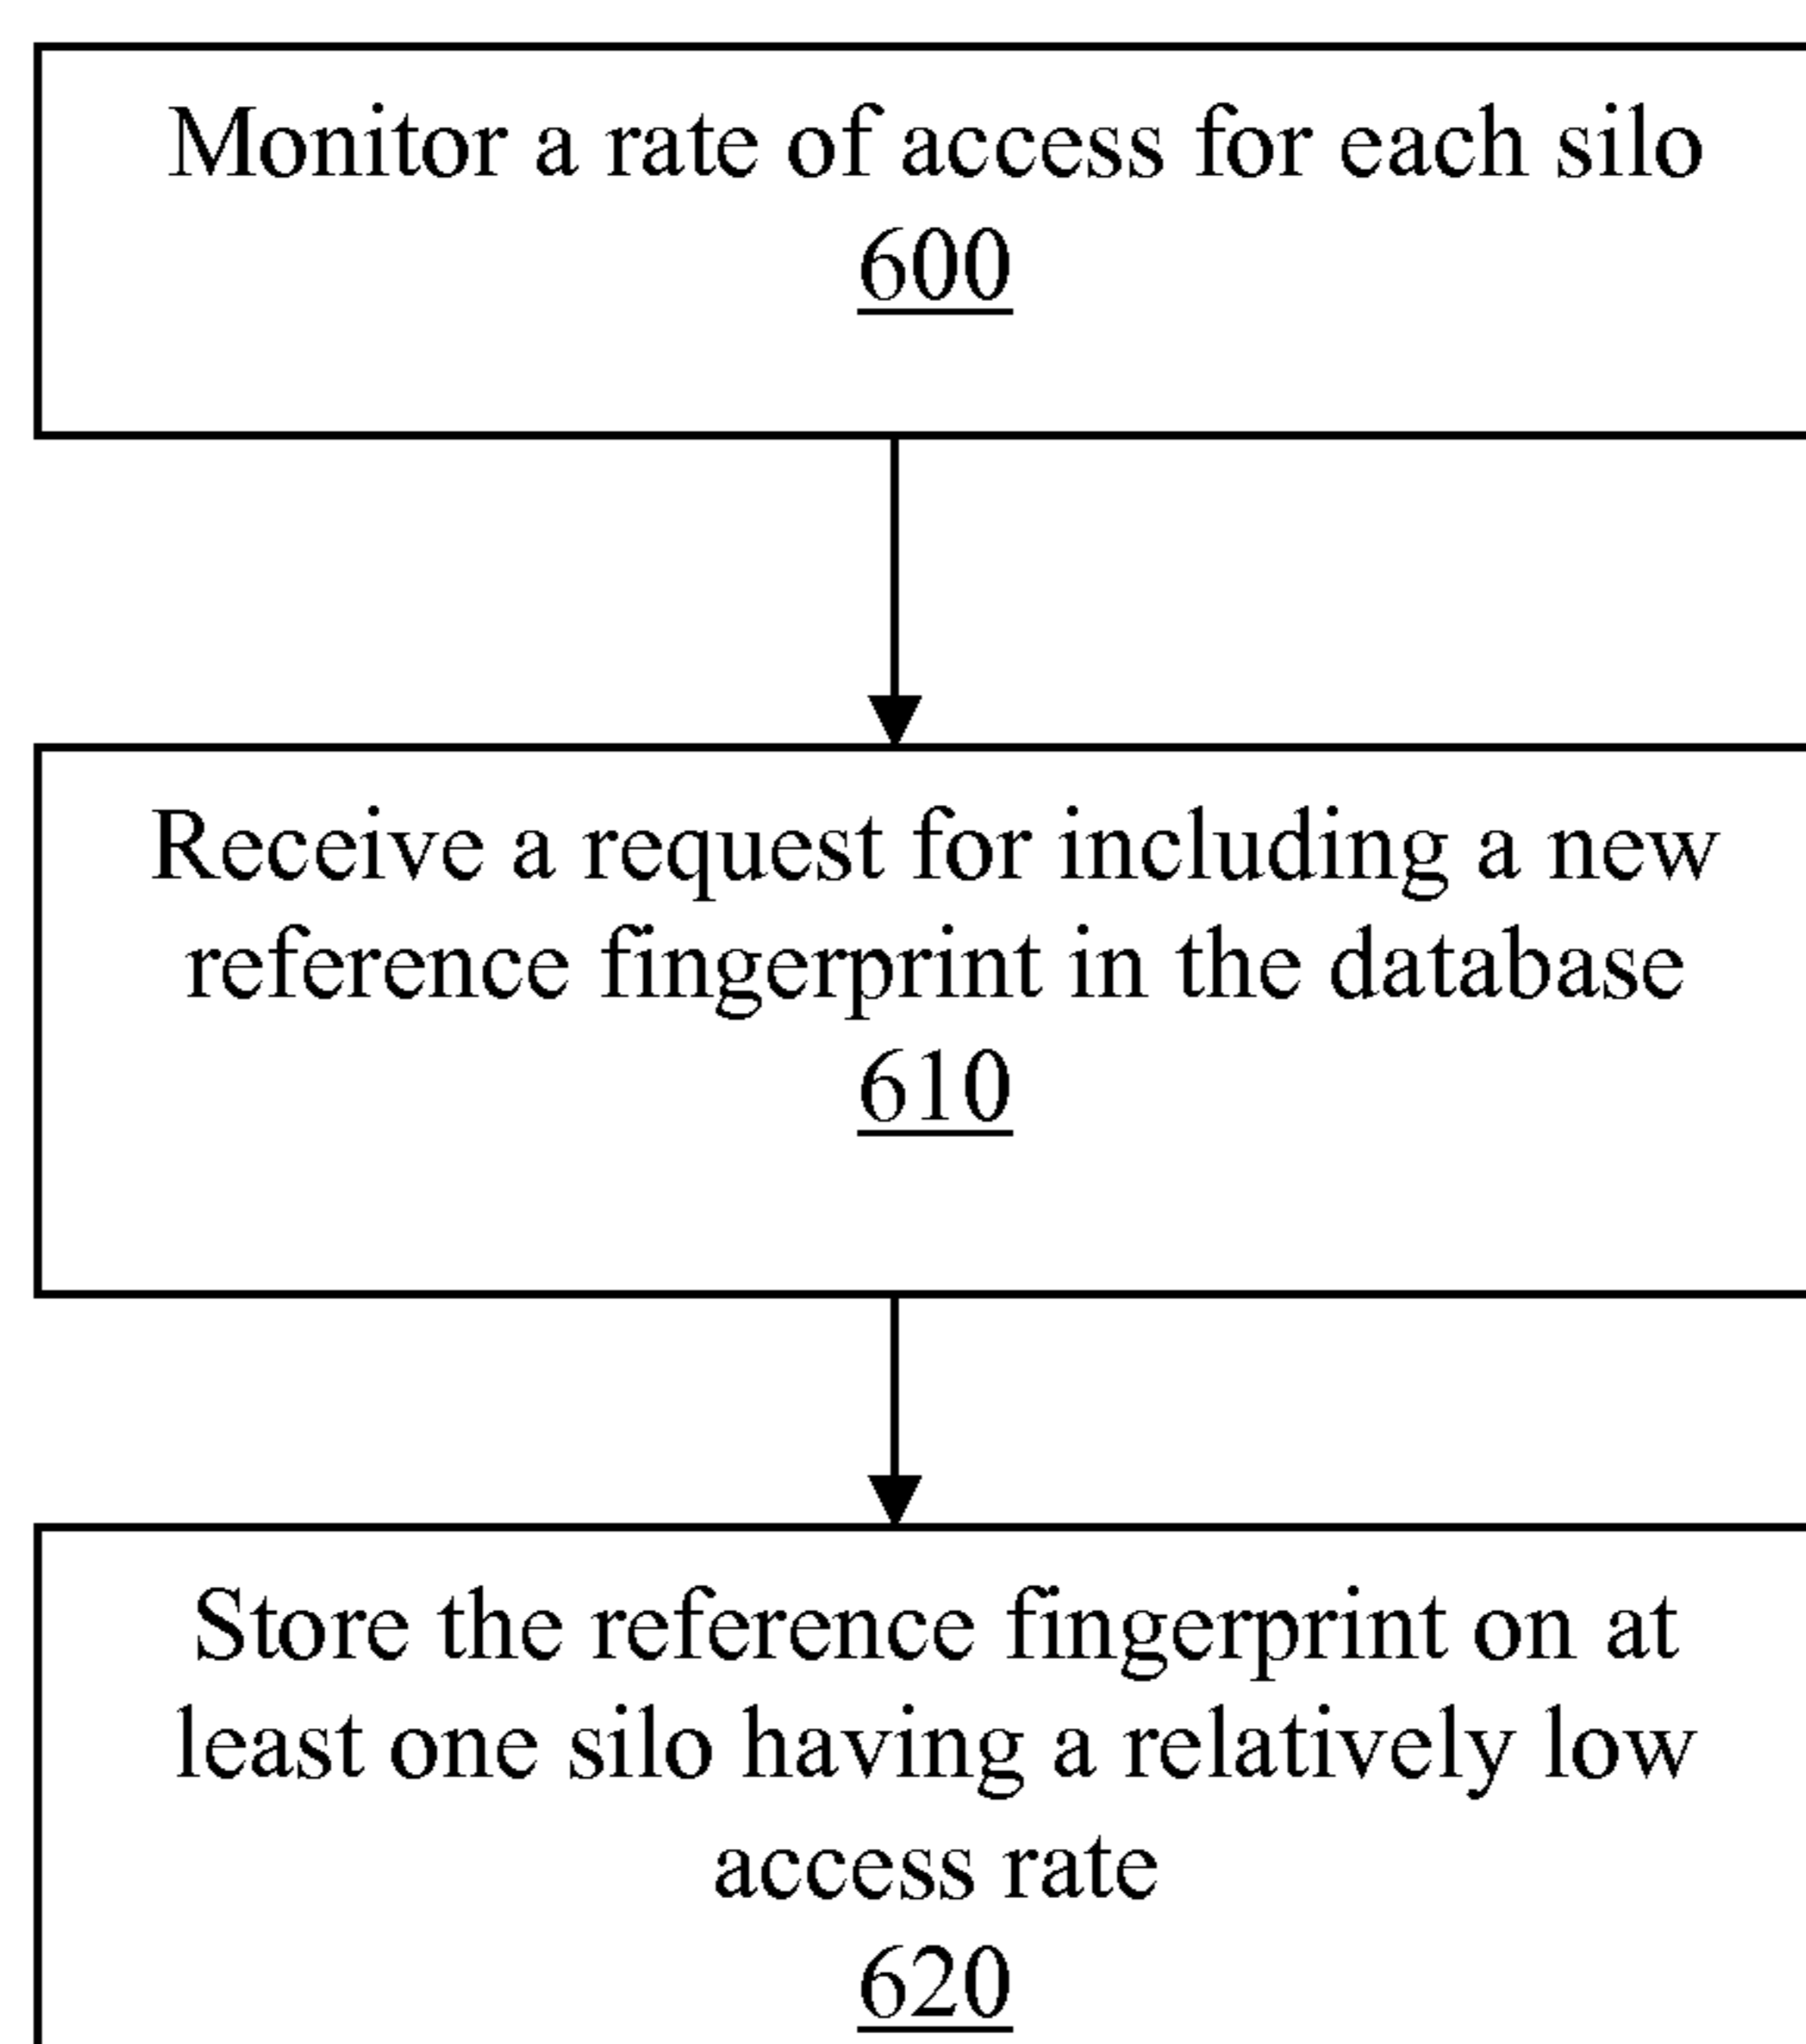 Monitor a rate of access for each silo
600
Receive a request for including a new
reference fingerprint in the database
610
Store the reference fingerprint on at
least one silo having a relatively low
access rate
620